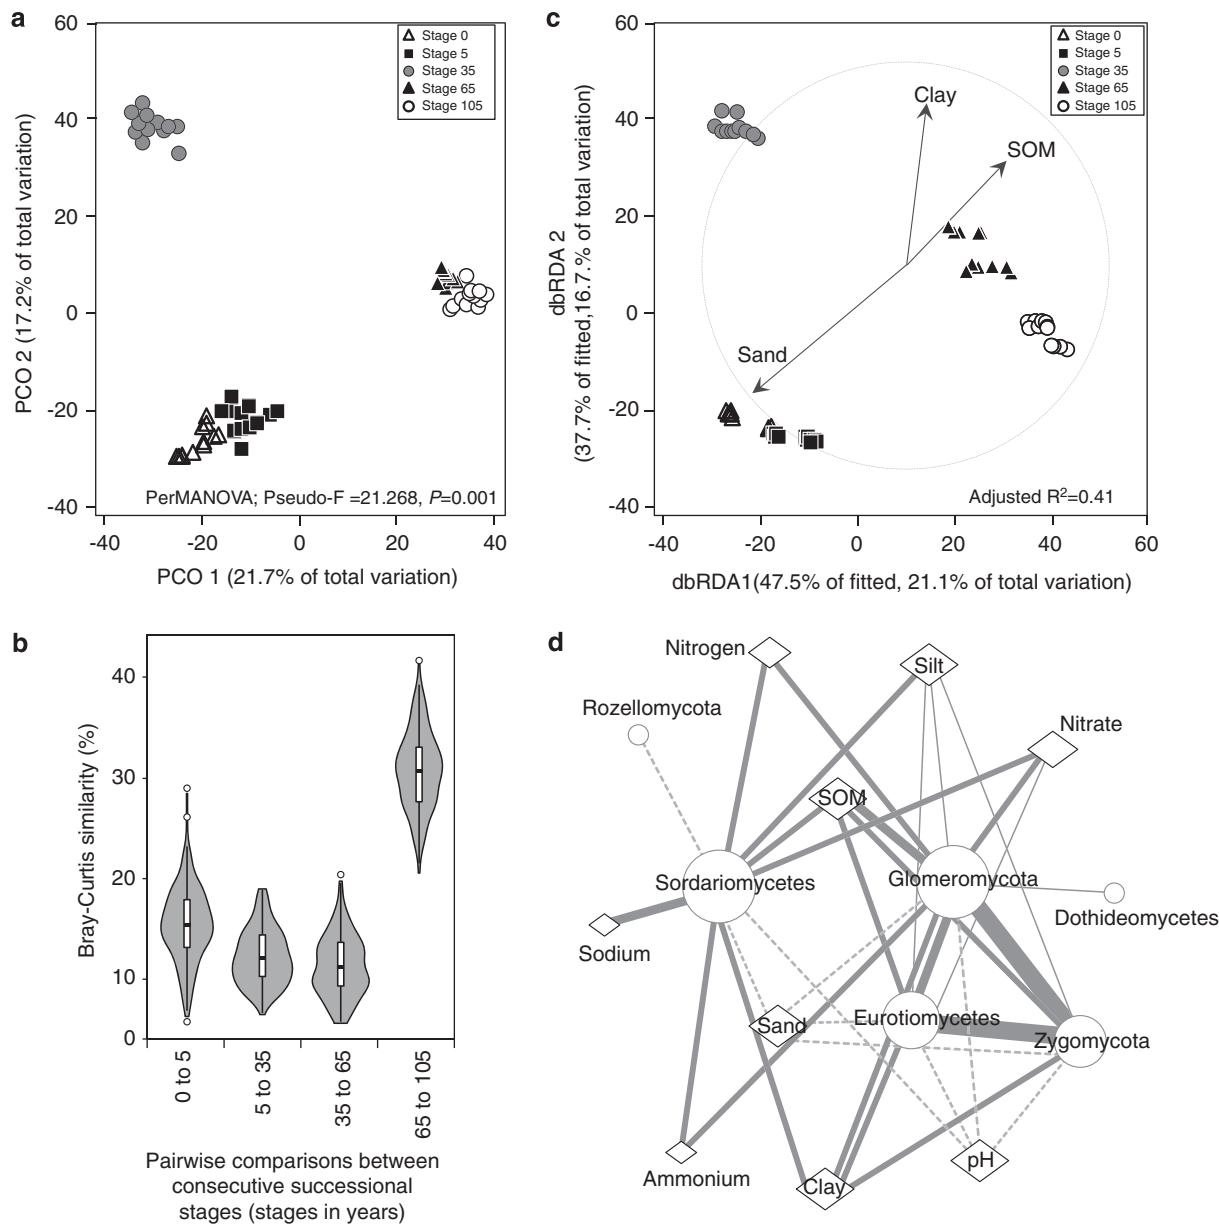 a
60
40
20
0
-20
-40
PCO 2 (17.2% of total variation)
Stage 0
Stage 5
Stage 35
Stage 65
Stage 105
PerMANOVA; Pseudo-F =21.268, P=0.001
-40
-20
0
20
40
PCO 1 (21.7% of total variation)
c
60
40
20
0
-20
-40
dbRDA 2
(37.7% of fitted,16.7.% of total variation)
Stage 0
Stage 5
Stage 35
Stage 65
Stage 105
Clay
SOM
Sand
Adjusted R²=0.41
-40
-20
0
20
40
60
dbRDA1(47.5% of fitted, 21.1% of total variation)
b
40
30
20
10
0
Bray-Curtis similarity (%)
0 to 5
5 to 35
35 to 65
65 to 105
Pairwise comparisons between
consecutive successional
stages (stages in years)
d
Nitrogen
Silt
Rozellomycota
Nitrate
SOM
Sordariomycetes
Glomeromycota
Dothideomycetes
Sodium
Sand
Eurotiomycetes
Zygomycota
Ammonium
Clay
pH